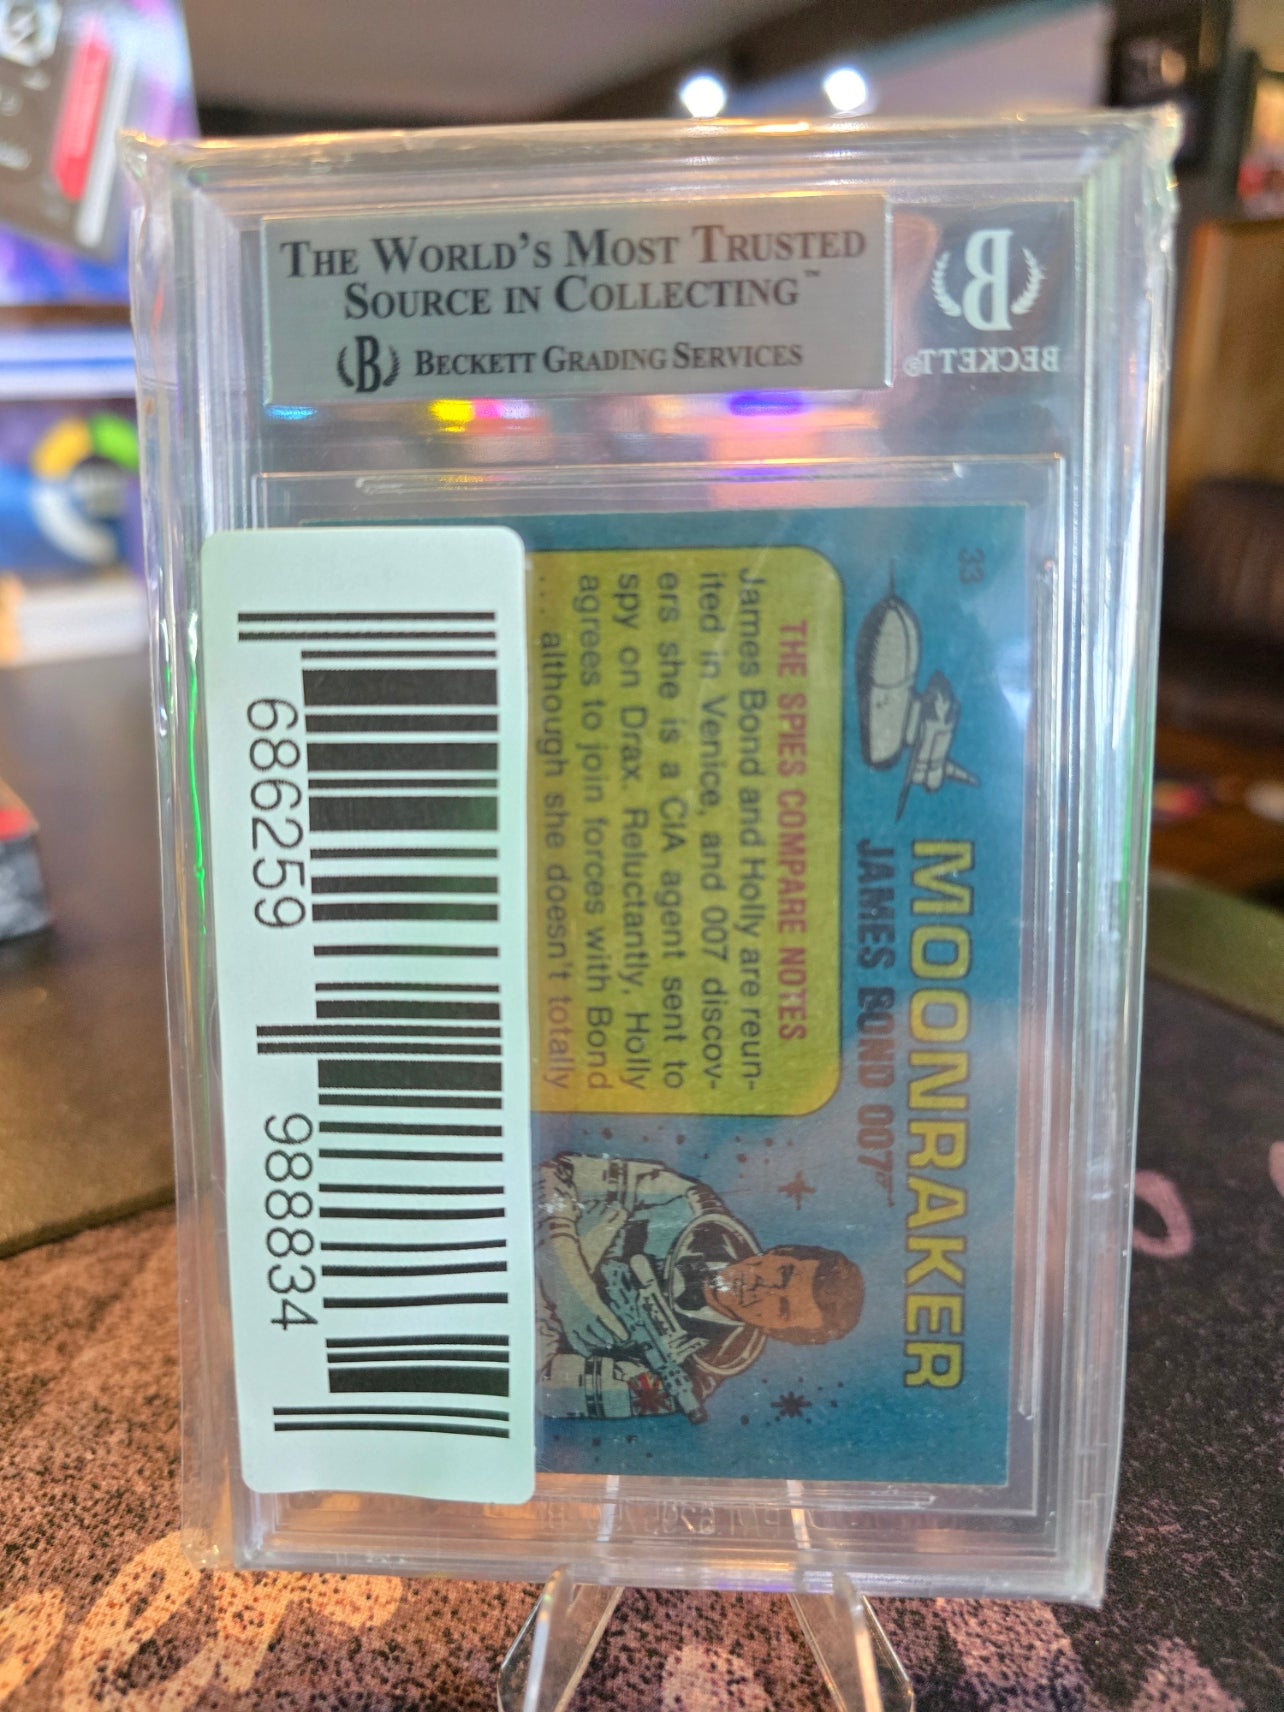 THE WORLD'S MOST TRUSTED
SOURCE IN COLLECTING™
B BECKETT GRADING SERVICES
B
BECKETT®
33
MOONRAKER
JAMES BOND 007
THE SPIES COMPARE NOTES
James Bond and Holly are reun-
ited in Venice, and 007 discov-
ers she is a CIA agent sent to
spy on Drax. Reluctantly, Holly
agrees to join forces with Bond
... although she doesn't totally
686259 988834